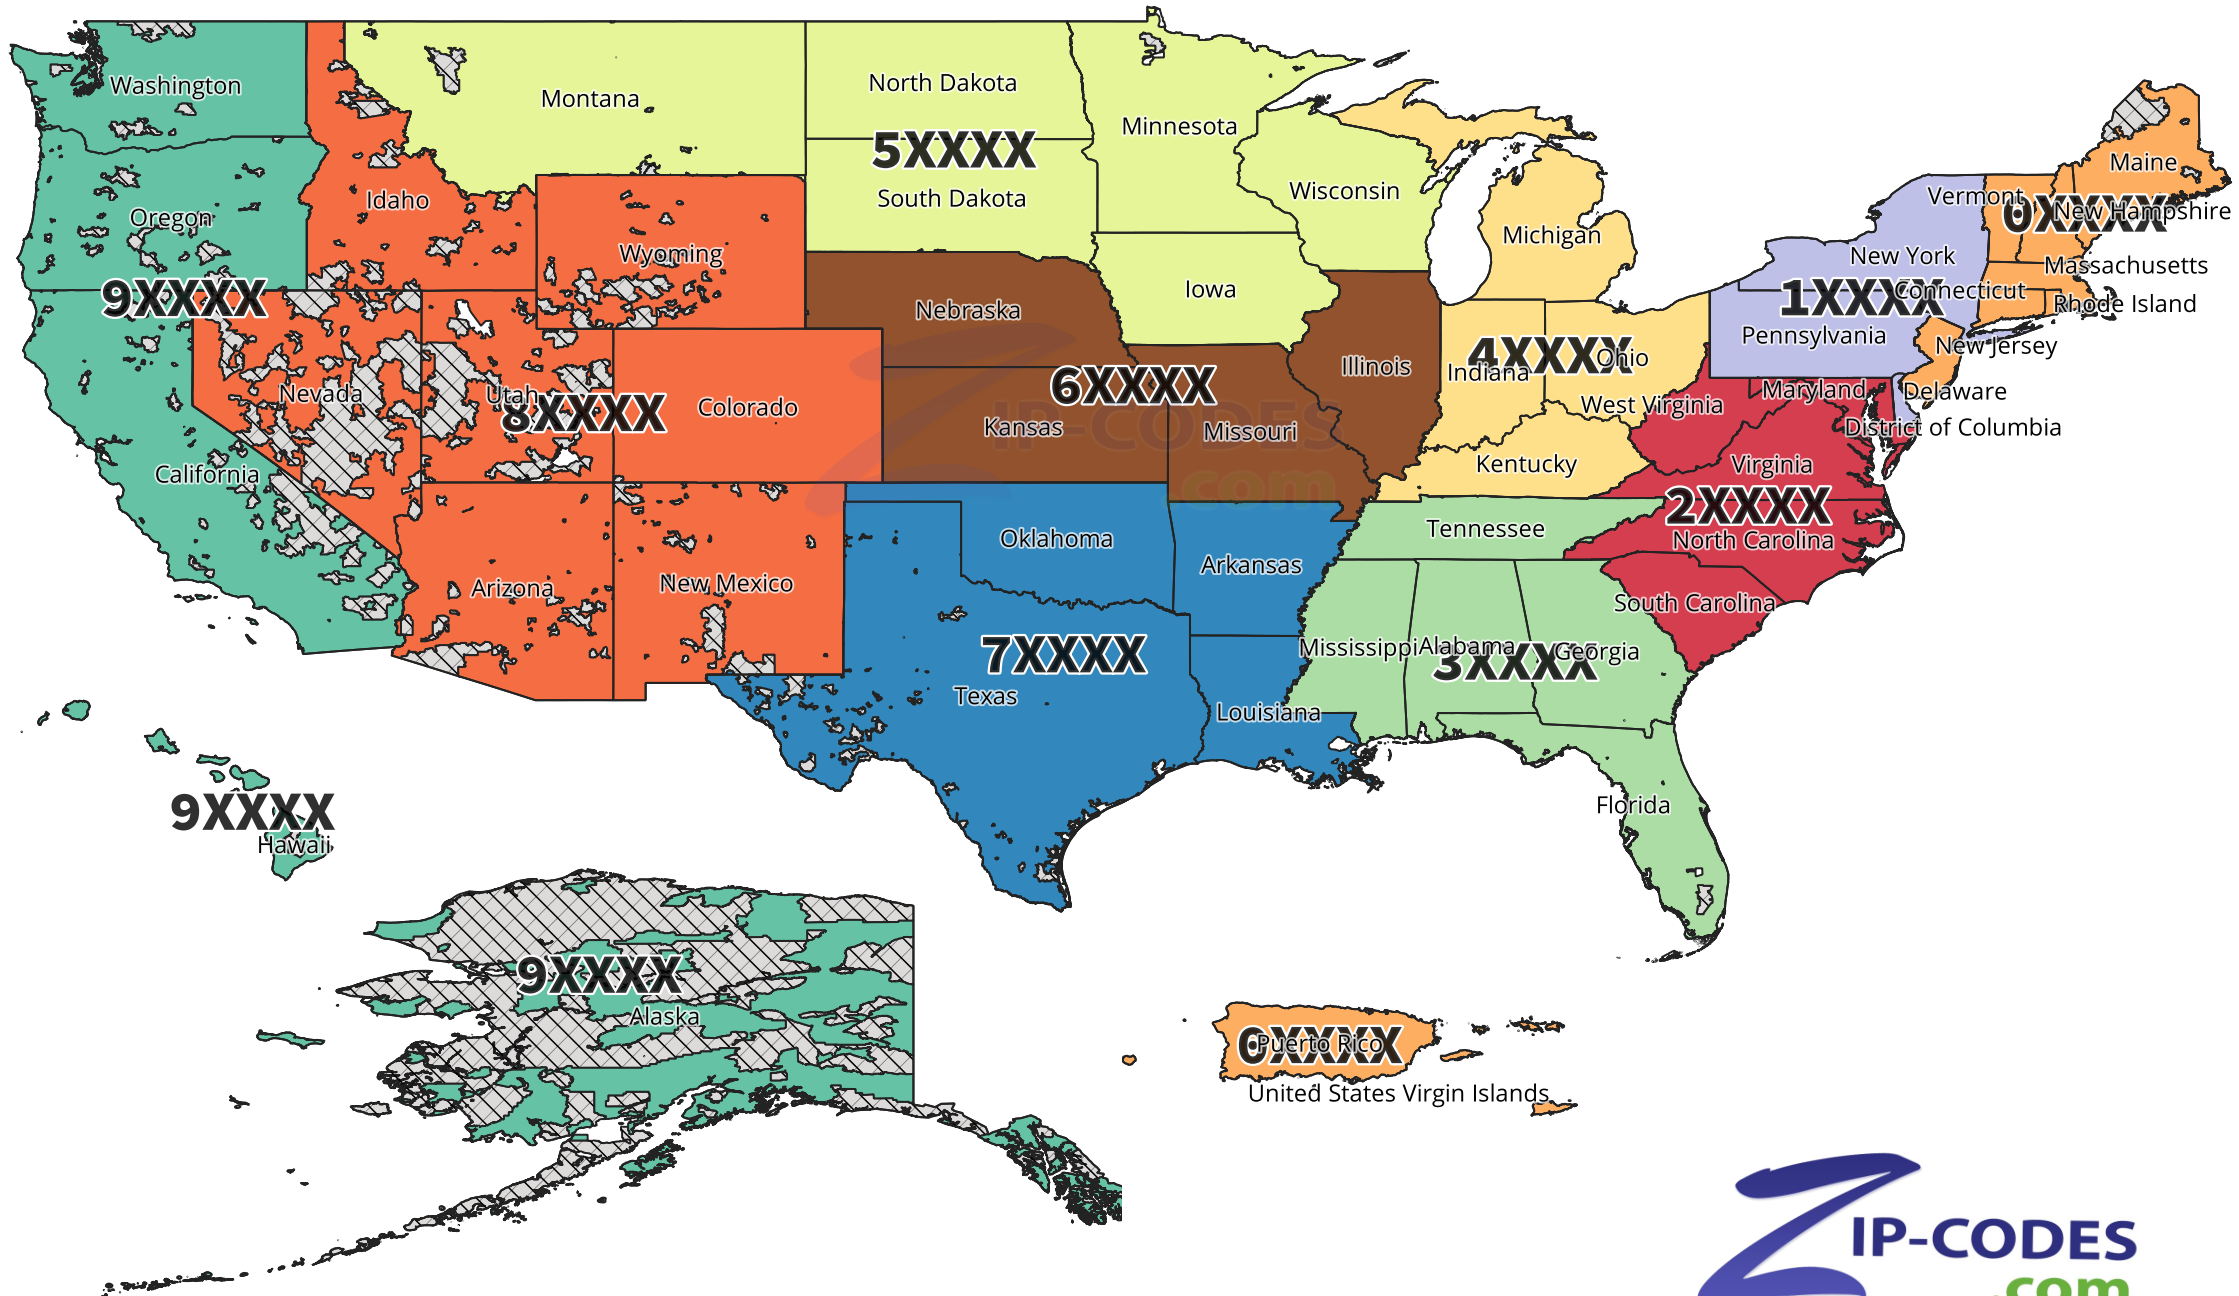 Washington
Montana
North Dakota
Minnesota
5XXXX
South Dakota
Wisconsin
Michigan
Maine
Vermont
0XXXX
New Hampshire
Idaho
Oregon
Wyoming
New York
Massachusetts
9XXXX
Nebraska
Iowa
1XXXX
Connecticut
Rhode Island
Pennsylvania
New Jersey
Illinois
4XXXX
Ohio
Indiana
Nevada
Utah
8XXXX
Colorado
6XXXX
Kansas
Missouri
ZIP-CODES
.com
West Virginia
Maryland
Delaware
District of Columbia
California
Kentucky
Virginia
2XXXX
North Carolina
Oklahoma
Tennessee
Arkansas
Arizona
New Mexico
South Carolina
7XXXX
Mississippi
Alabama
3XXXX
Georgia
Texas
Louisiana
Florida
9XXXX
Hawaii
9XXXX
Alaska
0XXXX
Puerto Rico
United States Virgin Islands
ZIP-CODES
.com